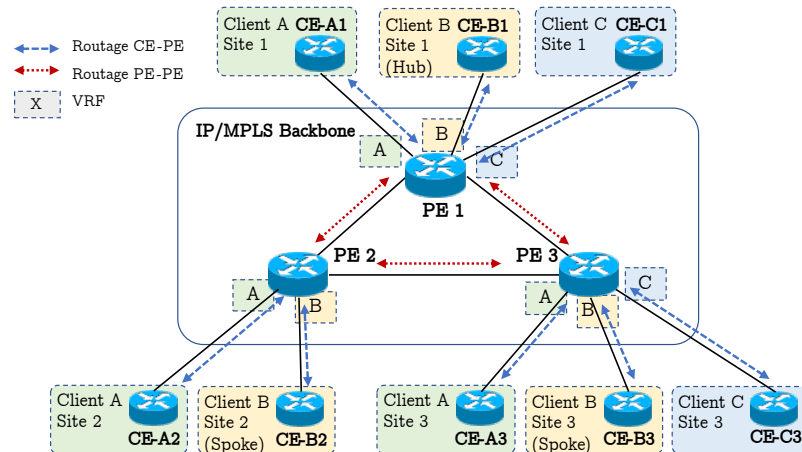 Client A CE-A1
Site 1
Client B CE-B1
Site 1
(Hub)
Client C CE-C1
Site 1
Routage CE-PE
Routage PE-PE
X VRF
IP/MPLS Backbone
A
B
C
PE 1
PE 2
PE 3
A
B
A
B
C
Client A
Site 2
CE-A2
Client B
Site 2
(Spoke)
CE-B2
Client A
Site 3
CE-A3
Client B
Site 3
(Spoke)
CE-B3
Client C
Site 3
CE-C3